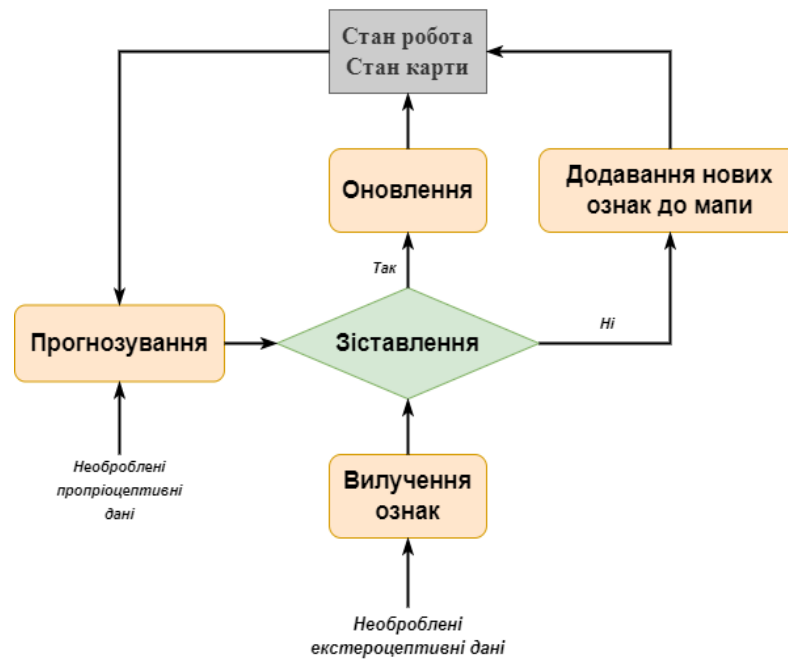 Стан робота
Стан карти
Оновлення
Додавання нових
ознак до мапи
Так
Ні
Прогнозування
Зіставлення
Необроблені
пропріоцептивні
дані
Вилучення
ознак
Необроблені
екстероцептивні дані